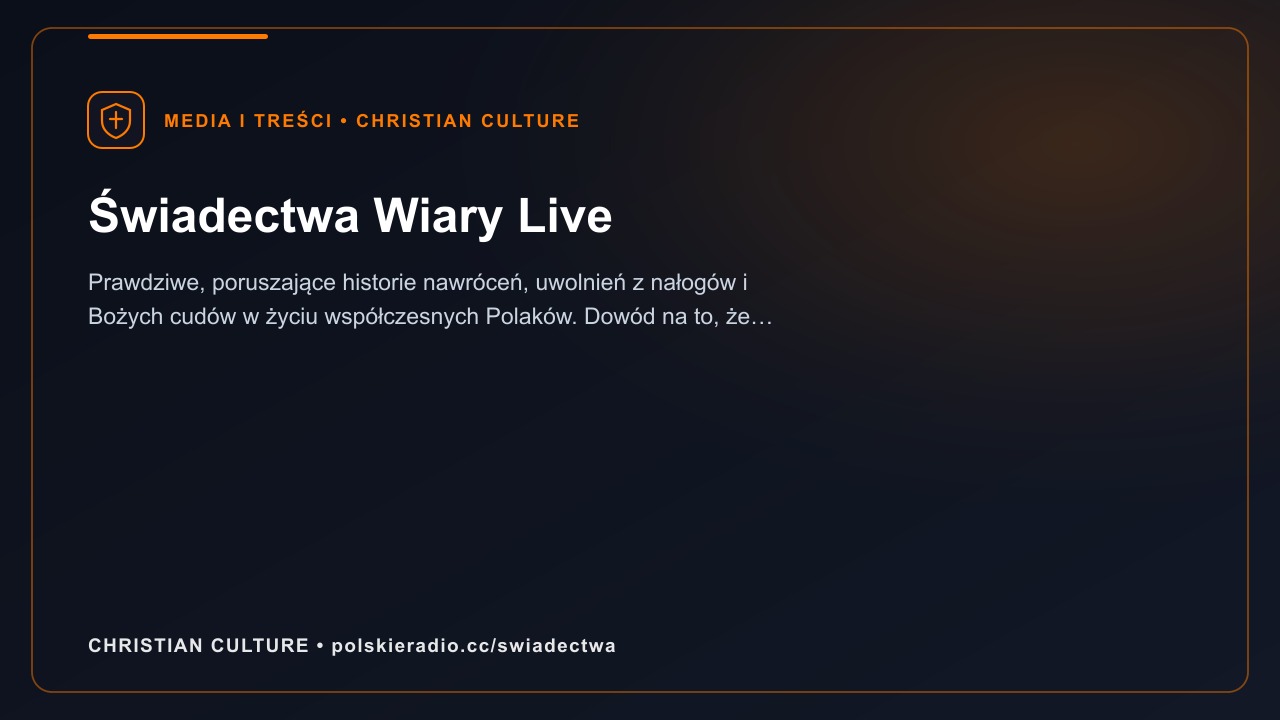 MEDIA I TREŚCI • CHRISTIAN CULTURE
Świadectwa Wiary Live
Prawdziwe, poruszające historie nawróceń, uwolnień z nałogów i
Bożych cudów w życiu współczesnych Polaków. Dowód na to, że…
CHRISTIAN CULTURE • polskieradio.cc/swiadectwa